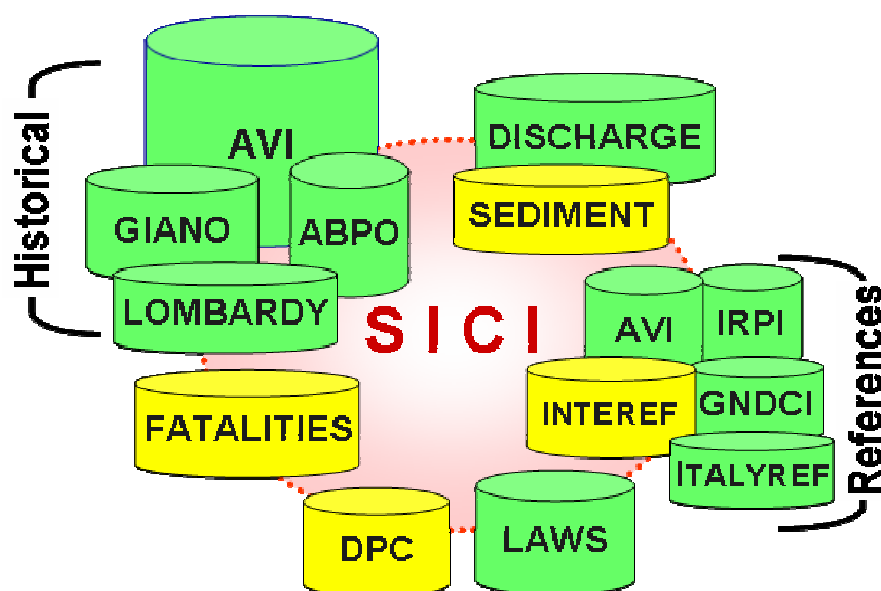 Historical
AVI
GIANO
ABPO
LOMBARDY
FATALITIES
DPC
LAWS
DISCHARGE
SEDIMENT
SICI
AVI
IRPI
INTEREF
GNDCI
ITALYREF
References